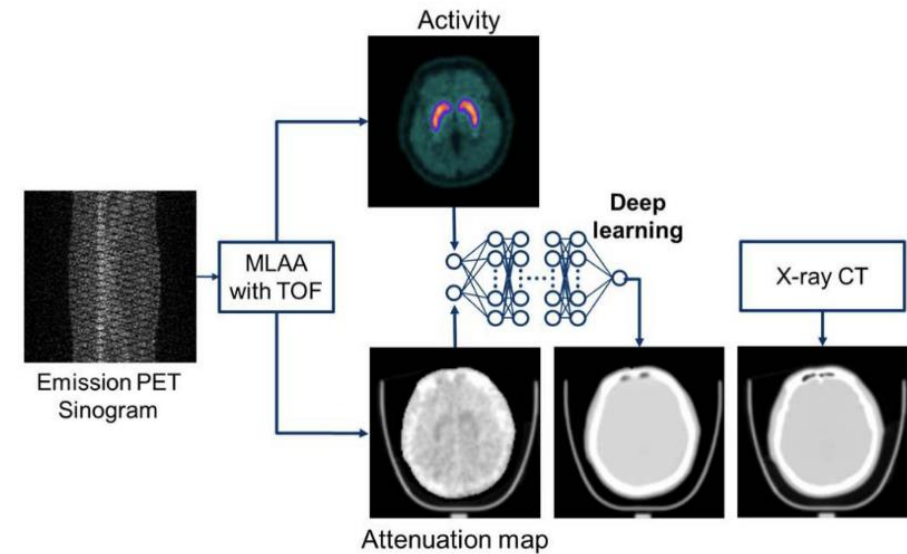 Activity
Deep
learning
MLAA
with TOF
X-ray CT
Emission PET
Sinogram
Attenuation map